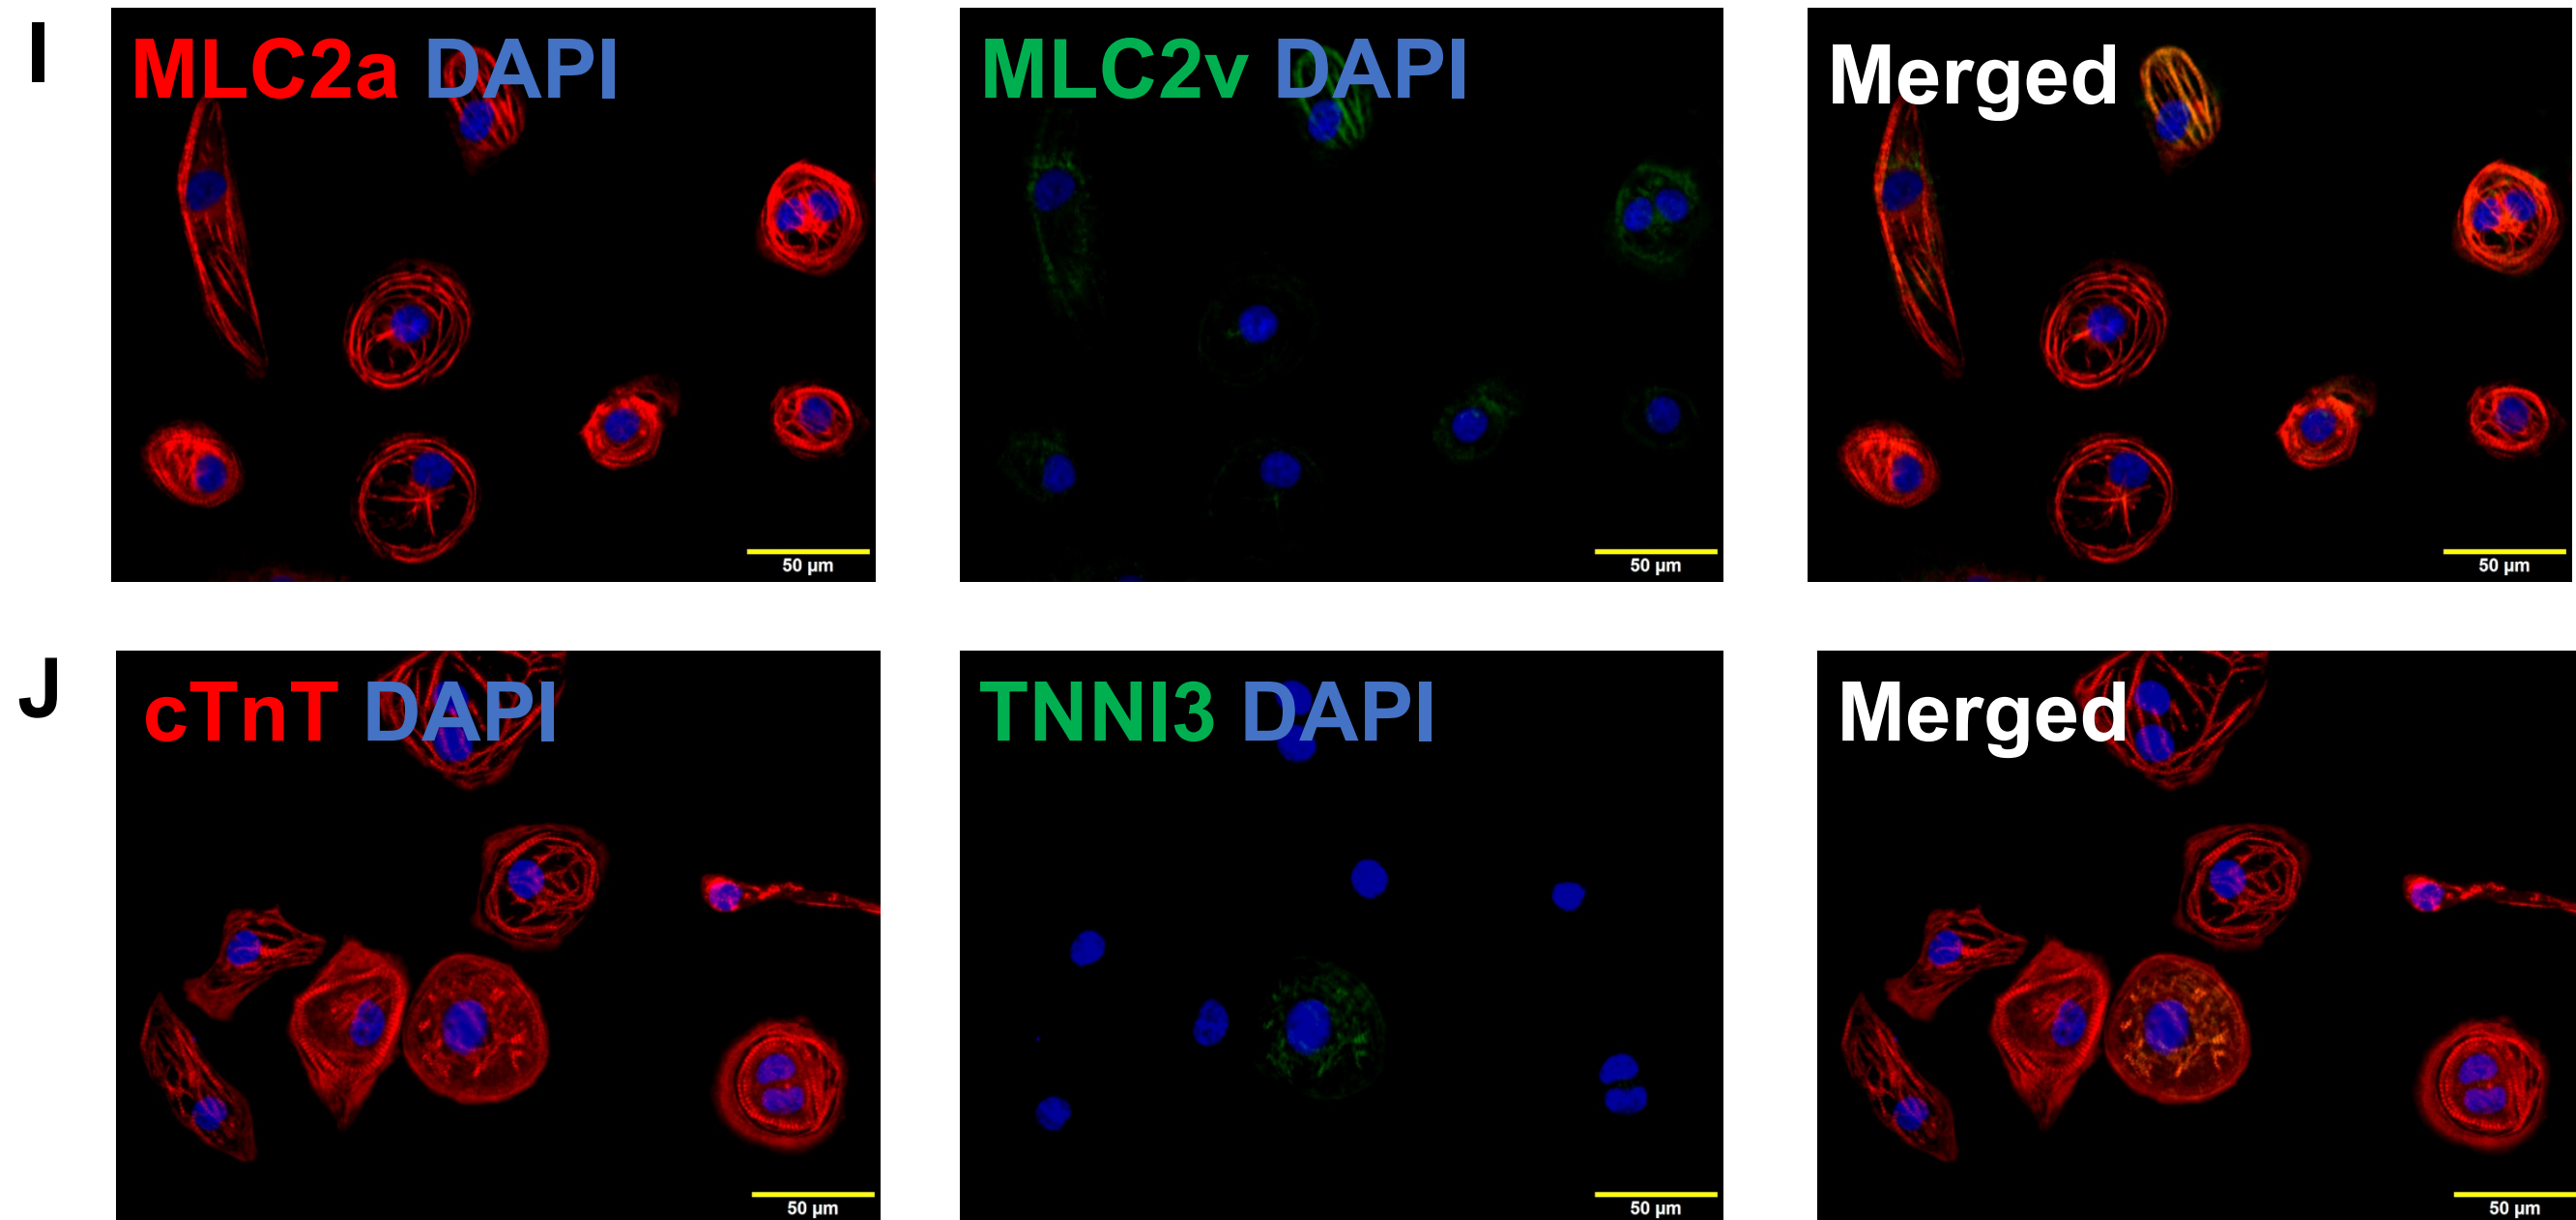 I
MLC2a DAPI
MLC2v DAPI
Merged
50 µm
50 µm
50 µm
J
cTnT DAPI
TNNI3 DAPI
Merged
50 µm
50 µm
50 µm